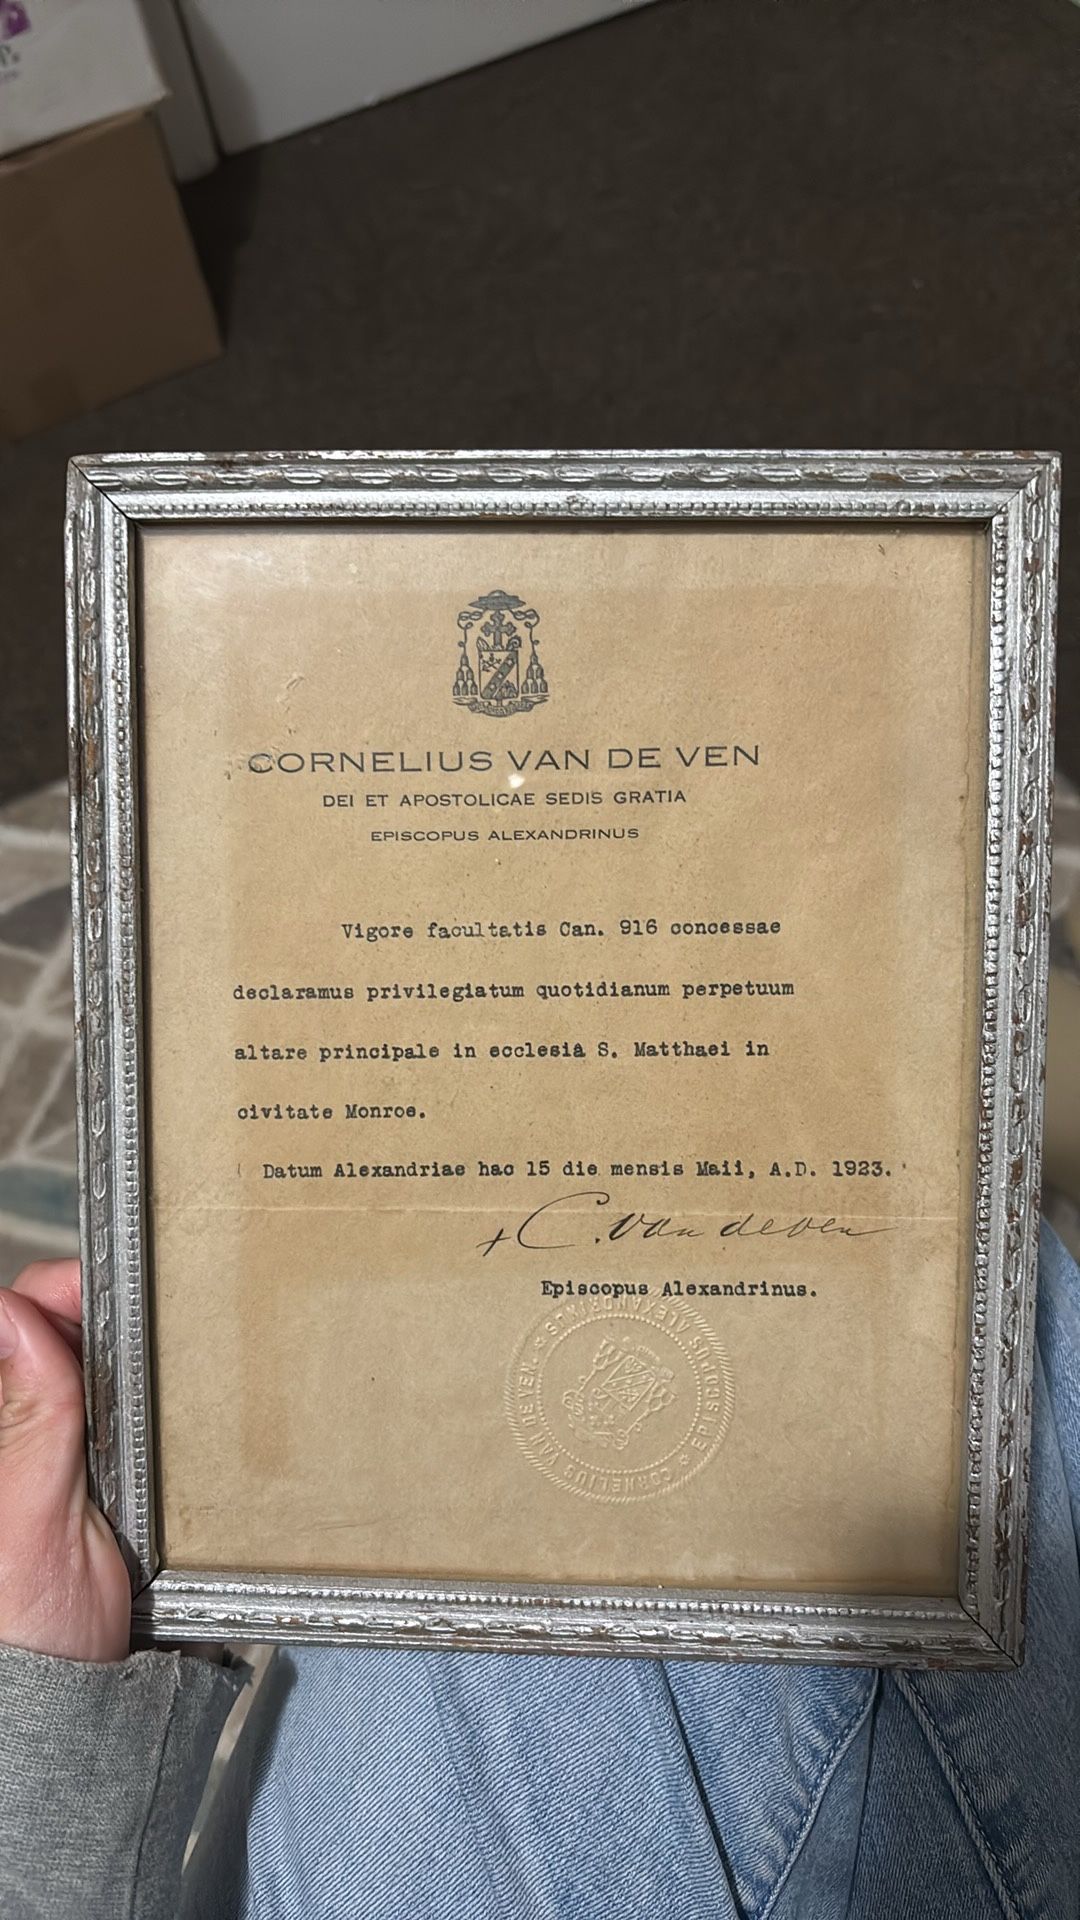 CORNELIUS VAN DE VEN
DEI ET APOSTOLICAE SEDIS GRATIA
EPISCOPUS ALEXANDRINUS
Vigore facultatis Can. 916 concessae
declaramus privilegiatum quotidianum perpetuum
altare principale in ecclesiâ S. Matthaei in
civitate Monroe.
Datum Alexandriae hac 15 die mensis Maii, A.D. 1923.
+ C. Van de Ven
Episcopus Alexandrinus.
* CORNELIUS VAN DE VEN. * EPISCOPUS ALEXANDRINUS